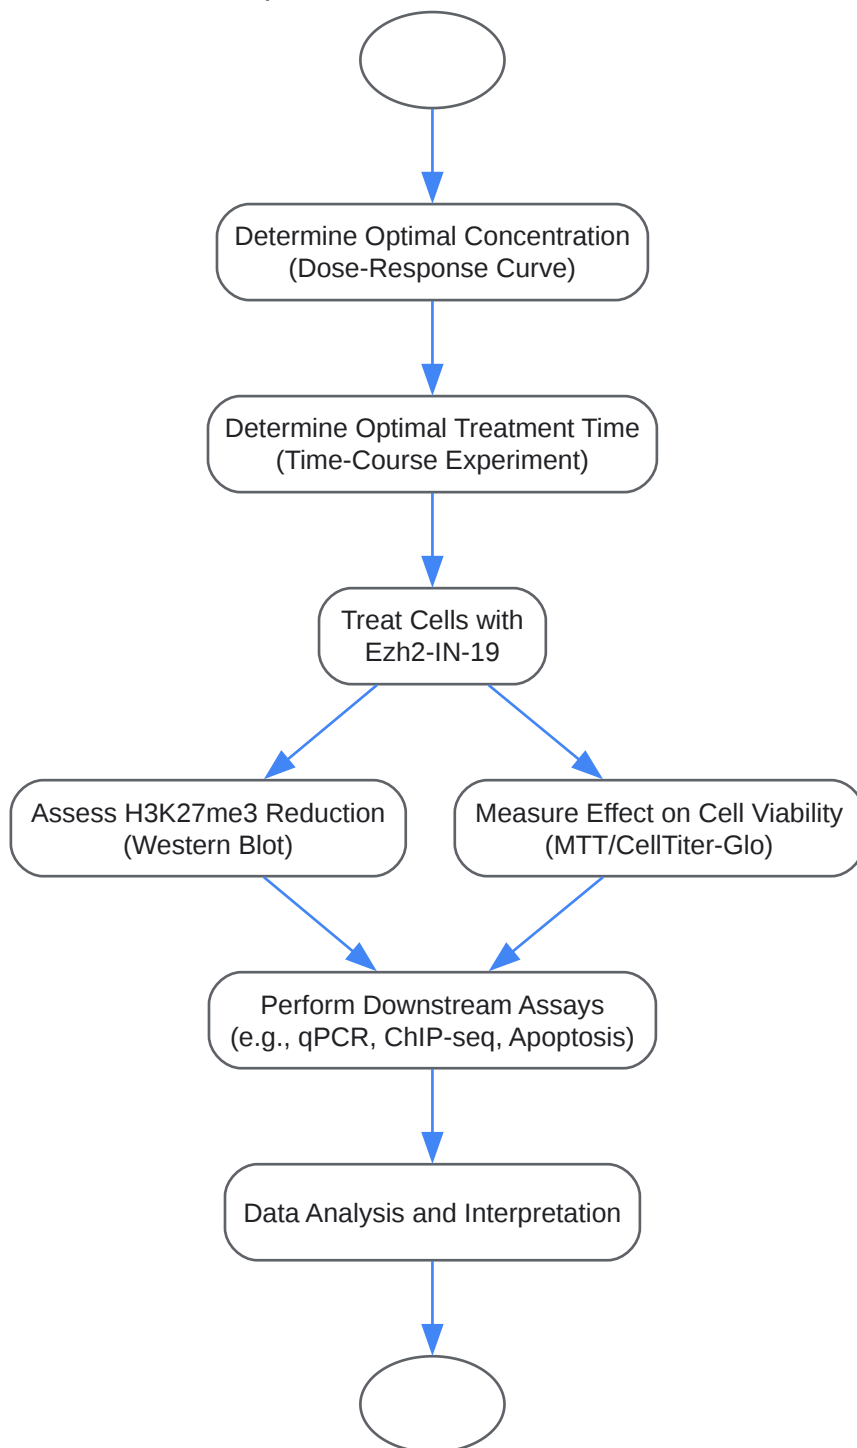 Determine Optimal Concentration
(Dose-Response Curve)
Determine Optimal Treatment Time
(Time-Course Experiment)
Treat Cells with
Ezh2-IN-19
Assess H3K27me3 Reduction
(Western Blot)
Measure Effect on Cell Viability
(MTT/CellTiter-Glo)
Perform Downstream Assays
(e.g., qPCR, ChIP-seq, Apoptosis)
Data Analysis and Interpretation